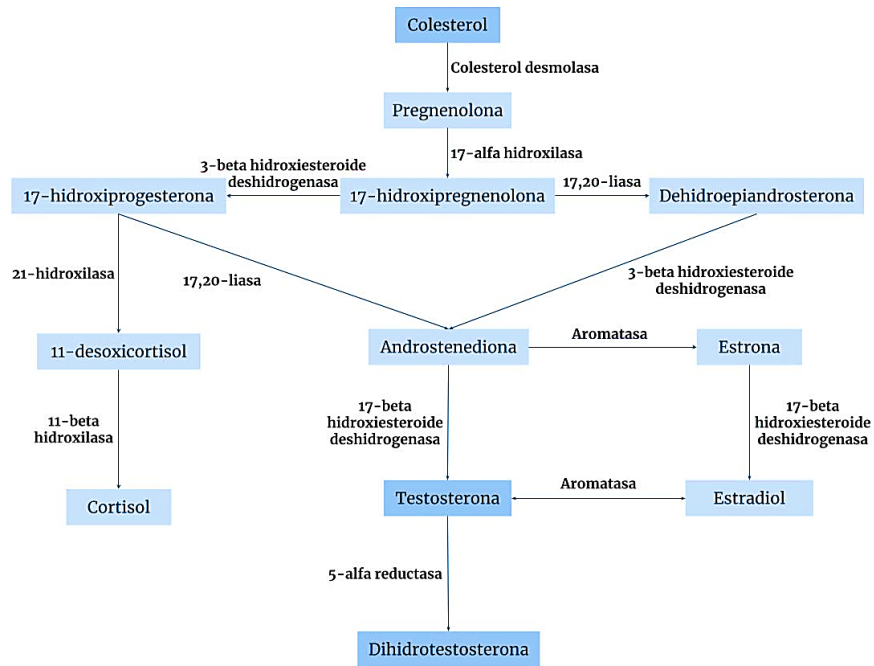 Colesterol
Colesterol desmolasa
Pregnenolona
17-alfa hidroxilasa
3-beta hidroxiesteroide
deshidrogenasa
17,20-liasa
17-hidroxiprogesterona
17-hidroxipregnenolona
Dehidroepiandrosterona
21-hidroxilasa
17,20-liasa
3-beta hidroxiesteroide
deshidrogenasa
11-desoxicortisol
Androstenediona
Aromatasa
Estrona
11-beta
hidroxilasa
17-beta
hidroxiesteroide
deshidrogenasa
17-beta
hidroxiesteroide
deshidrogenasa
Cortisol
Testosterona
Aromatasa
Estradiol
5-alfa reductasa
Dihidrotestosterona